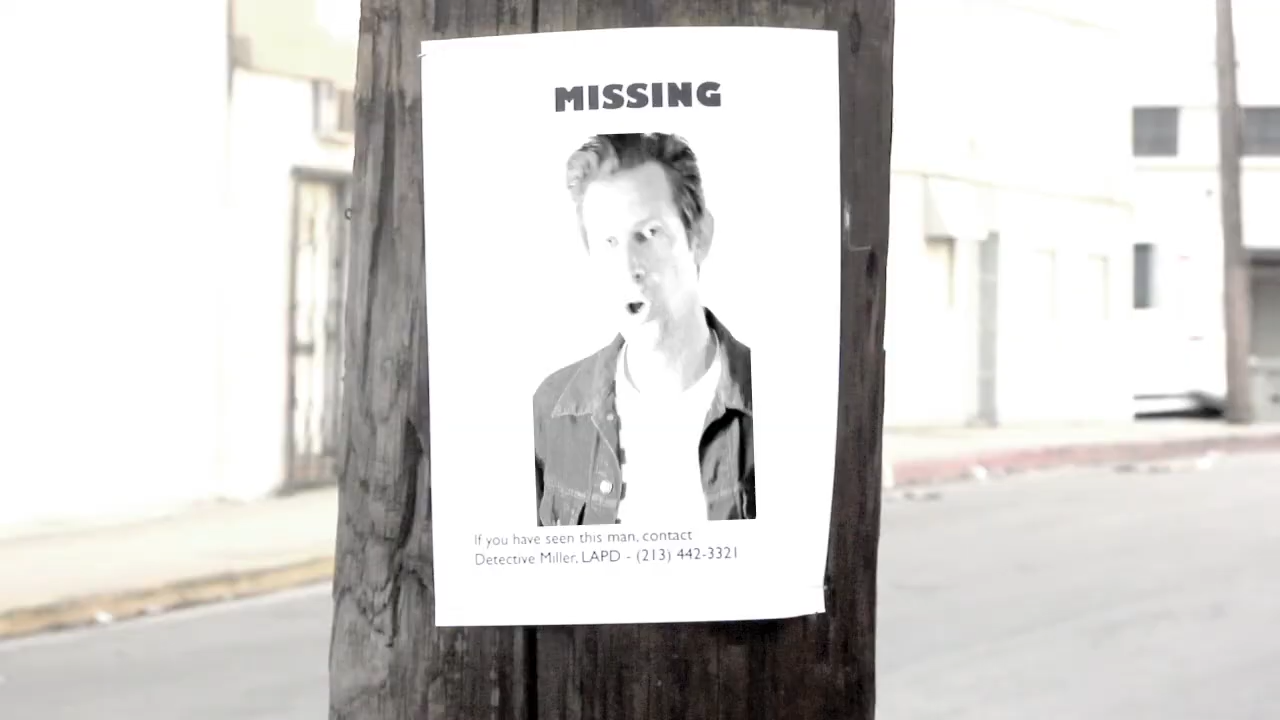 MISSING
If you have seen this man, contact
Detective Miller, LAPD - (213) 442-3321